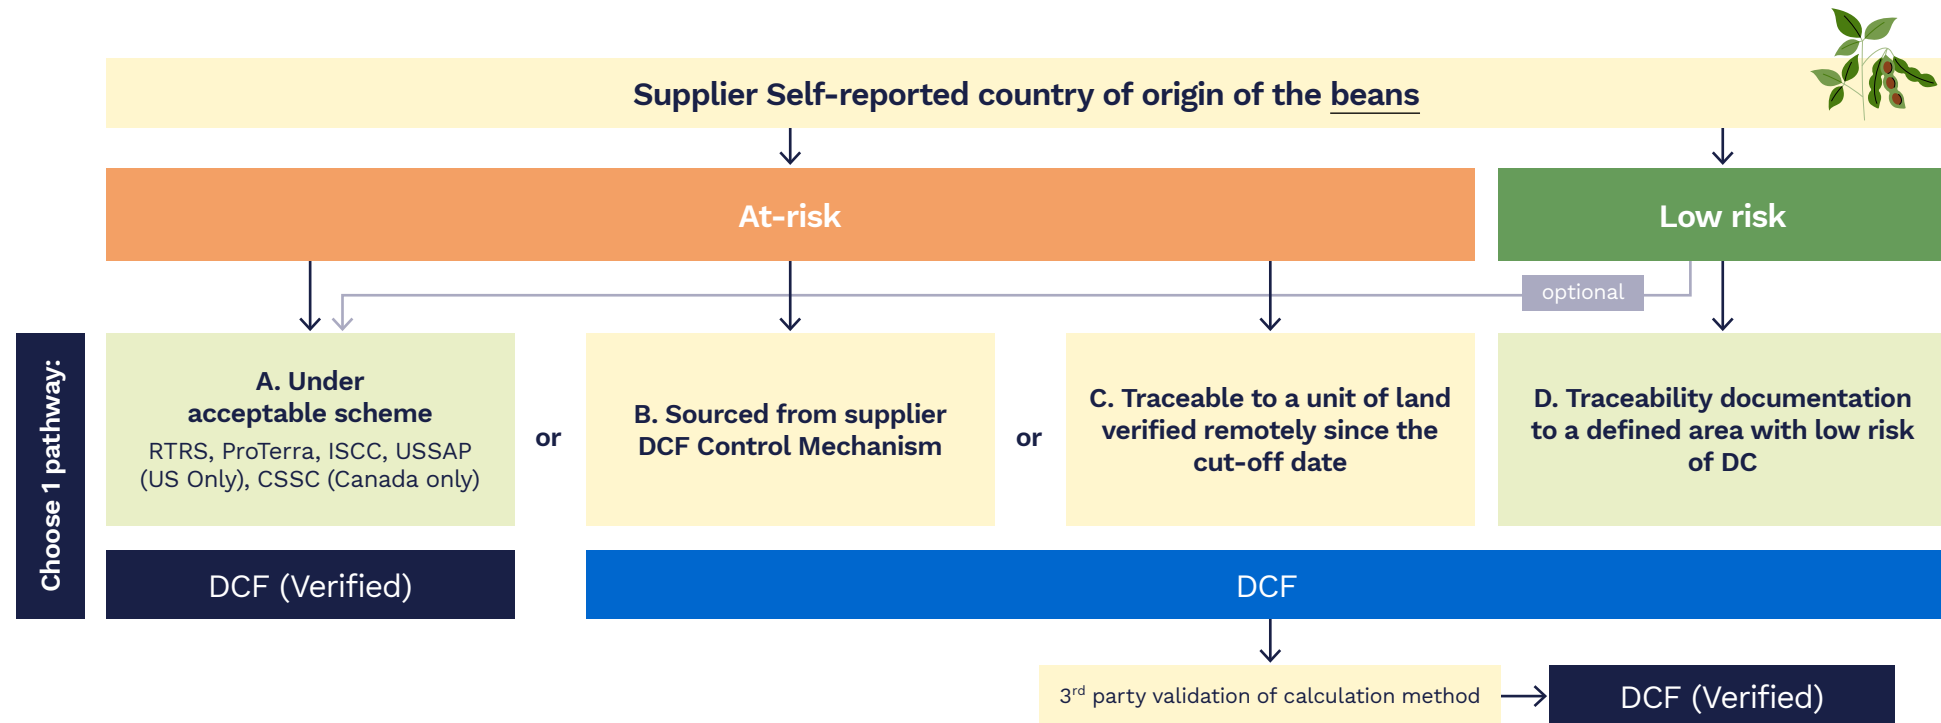 Supplier Self-reported country of origin of the beans
At-risk
Low risk
optional
Choose 1 pathway:
A. Under
acceptable scheme
RTRS, ProTerra, ISCC, USSAP
(US Only), CSSC (Canada only)
or
B. Sourced from supplier
DCF Control Mechanism
or
C. Traceable to a unit of land
verified remotely since the
cut-off date
D. Traceability documentation
to a defined area with low risk
of DC
DCF (Verified)
DCF
3rd party validation of calculation method
DCF (Verified)